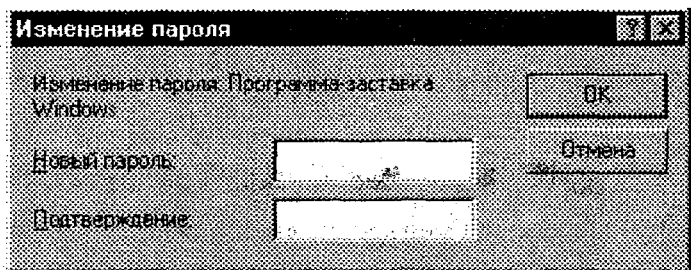 Изменение пароля
Изменение пароля: Программа-заставка
Windows
OK
Новый пароль:
Отмена
Подтверждение: